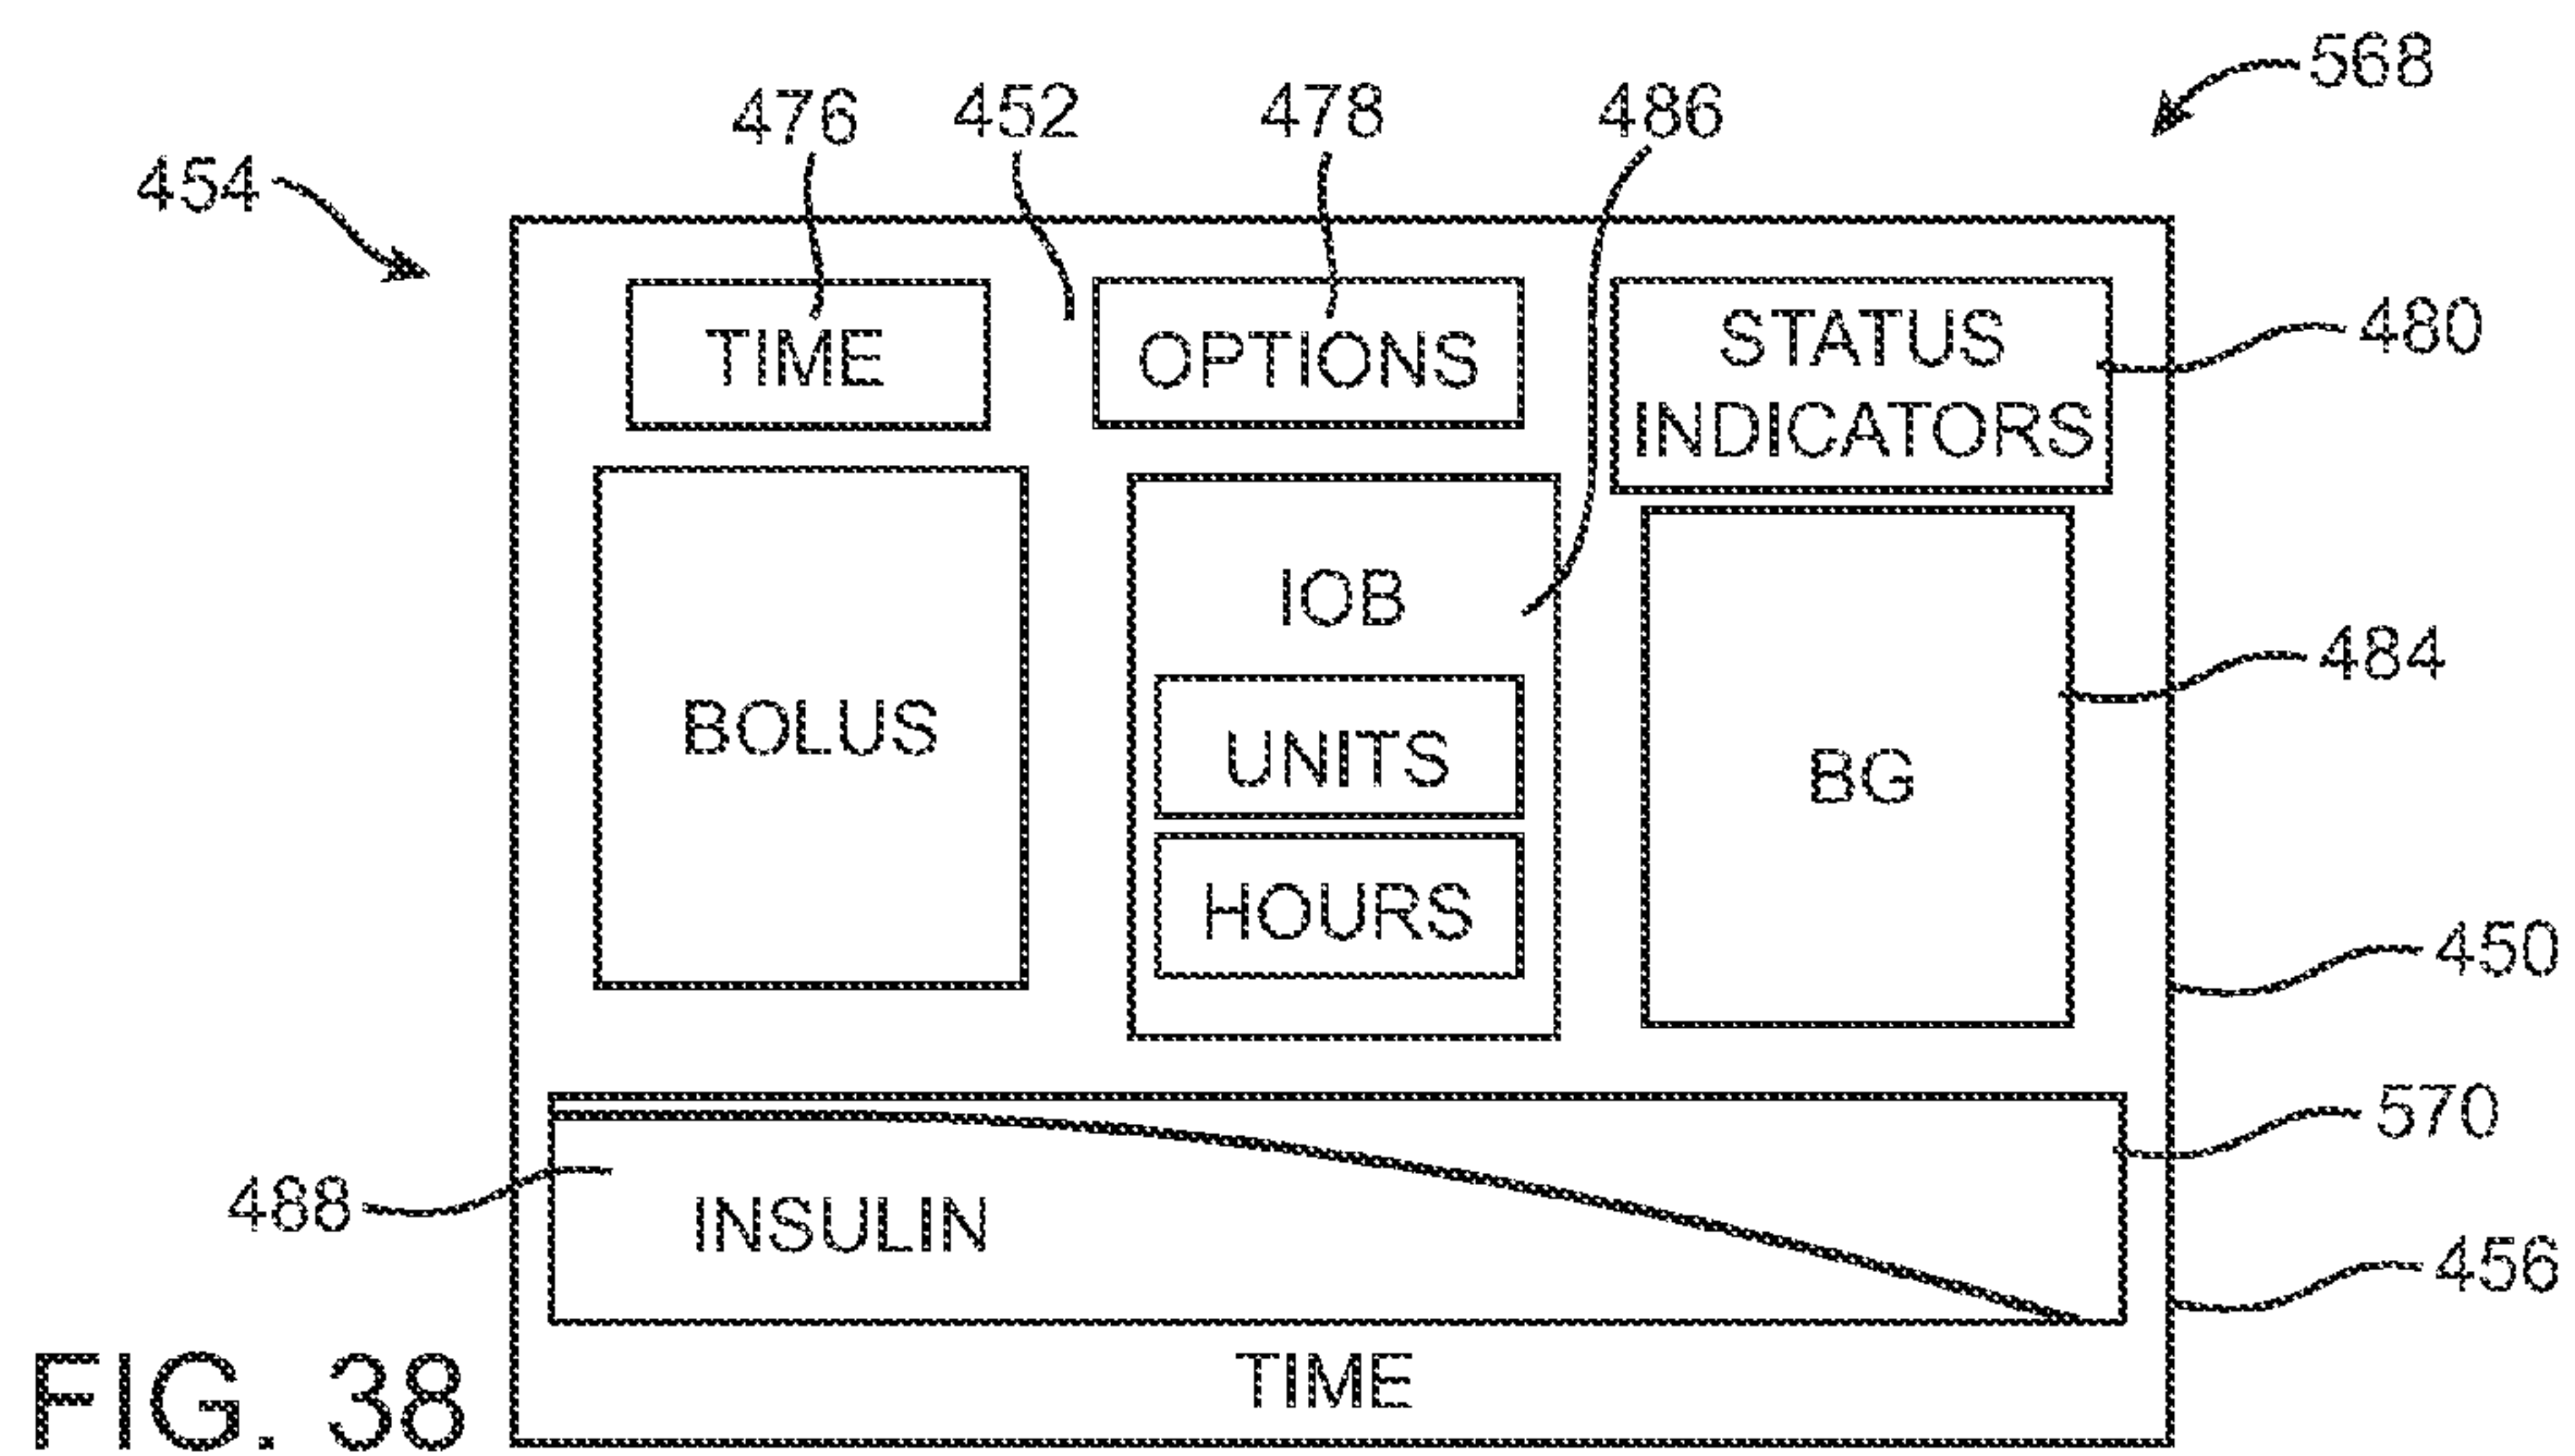 568
476 452 478 486
454
TIME OPTIONS STATUS
INDICATORS
480
BOLUS
IOB
UNITS
HOURS
BG
484
450
570
488
INSULIN
456
TIME
FIG. 38